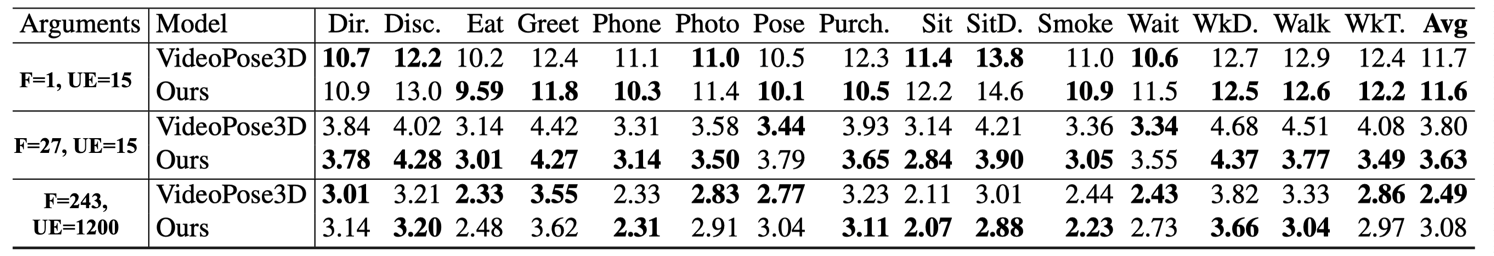 Arguments Model Dir. Disc. Eat Greet Phone Photo Pose Purch. Sit SitD. Smoke Wait WkD. Walk WkT. Avg
F=1, UE=15 VideoPose3D 10.7 12.2 10.2 12.4 11.1 11.0 10.5 12.3 11.4 13.8 11.0 10.6 12.7 12.9 12.4 11.7
Ours 10.9 13.0 9.59 11.8 10.3 11.4 10.1 10.5 12.2 14.6 10.9 11.5 12.5 12.6 12.2 11.6
F=27, UE=15 VideoPose3D 3.84 4.02 3.14 4.42 3.31 3.58 3.44 3.93 3.14 4.21 3.36 3.34 4.68 4.51 4.08 3.80
Ours 3.78 4.28 3.01 4.27 3.14 3.50 3.79 3.65 2.84 3.90 3.05 3.55 4.37 3.77 3.49 3.63
F=243, VideoPose3D 3.01 3.21 2.33 3.55 2.33 2.83 2.77 3.23 2.11 3.01 2.44 2.43 3.82 3.33 2.86 2.49
UE=1200 Ours 3.14 3.20 2.48 3.62 2.31 2.91 3.04 3.11 2.07 2.88 2.23 2.73 3.66 3.04 2.97 3.08